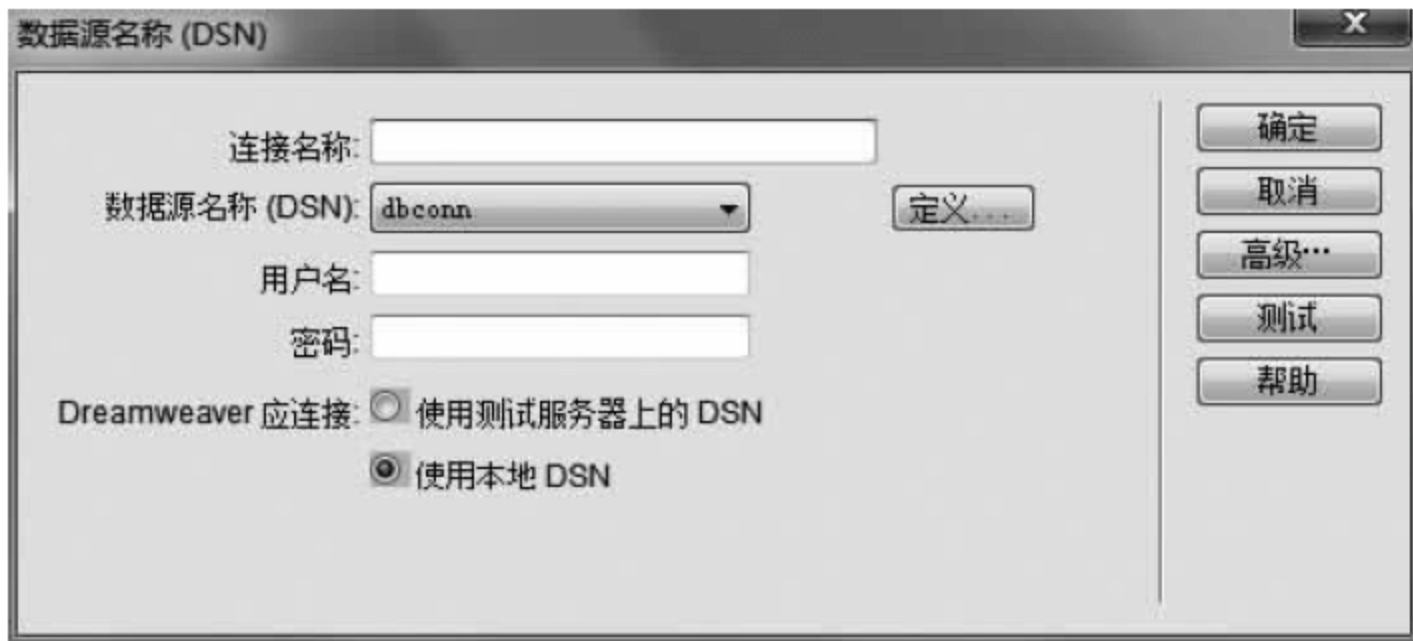 数据源名称 (DSN)
连接名称:
数据源名称 (DSN): dbconn 定义...
用户名:
密码:
Dreamweaver 应连接: 使用测试服务器上的 DSN
使用本地 DSN
确定
取消
高级…
测试
帮助